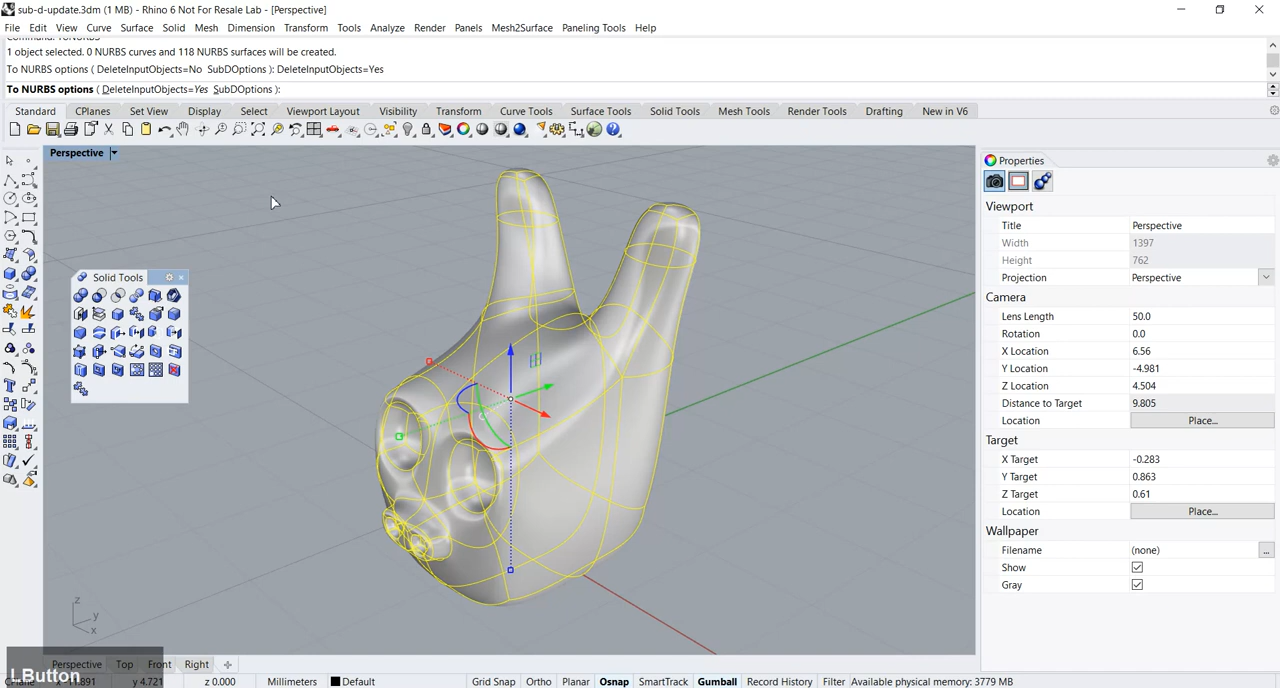 sub-d-update.3dm (1 MB) - Rhino 6 Not For Resale Lab - [Perspective]
File Edit View Curve Surface Solid Mesh Dimension Transform Tools Analyze Render Panels Mesh2Surface Paneling Tools Help
1 object selected. 0 NURBS curves and 118 NURBS surfaces will be created.
To NURBS options ( DeleteInputObjects=No SubDOptions ): DeleteInputObjects=Yes
To NURBS options ( DeleteInputObjects=Yes SubDOptions ):
Standard CPlanes Set View Display Select Viewport Layout Visibility Transform Curve Tools Surface Tools Solid Tools Mesh Tools Render Tools Drafting New in V6
Perspective
Solid Tools
z
y
x
Properties
Viewport
Title Perspective
Width 1397
Height 762
Projection Perspective
Camera
Lens Length 50.0
Rotation 0.0
X Location 6.56
Y Location -4.981
Z Location 4.504
Distance to Target 9.805
Location Place...
Target
X Target -0.283
Y Target 0.863
Z Target 0.61
Location Place...
Wallpaper
Filename (none) ...
Show
Gray
Perspective Top Front Right
LButton
y 4.721 z 0.000 Millimeters Default Grid Snap Ortho Planar Osnap SmartTrack Gumball Record History Filter Available physical memory: 3779 MB